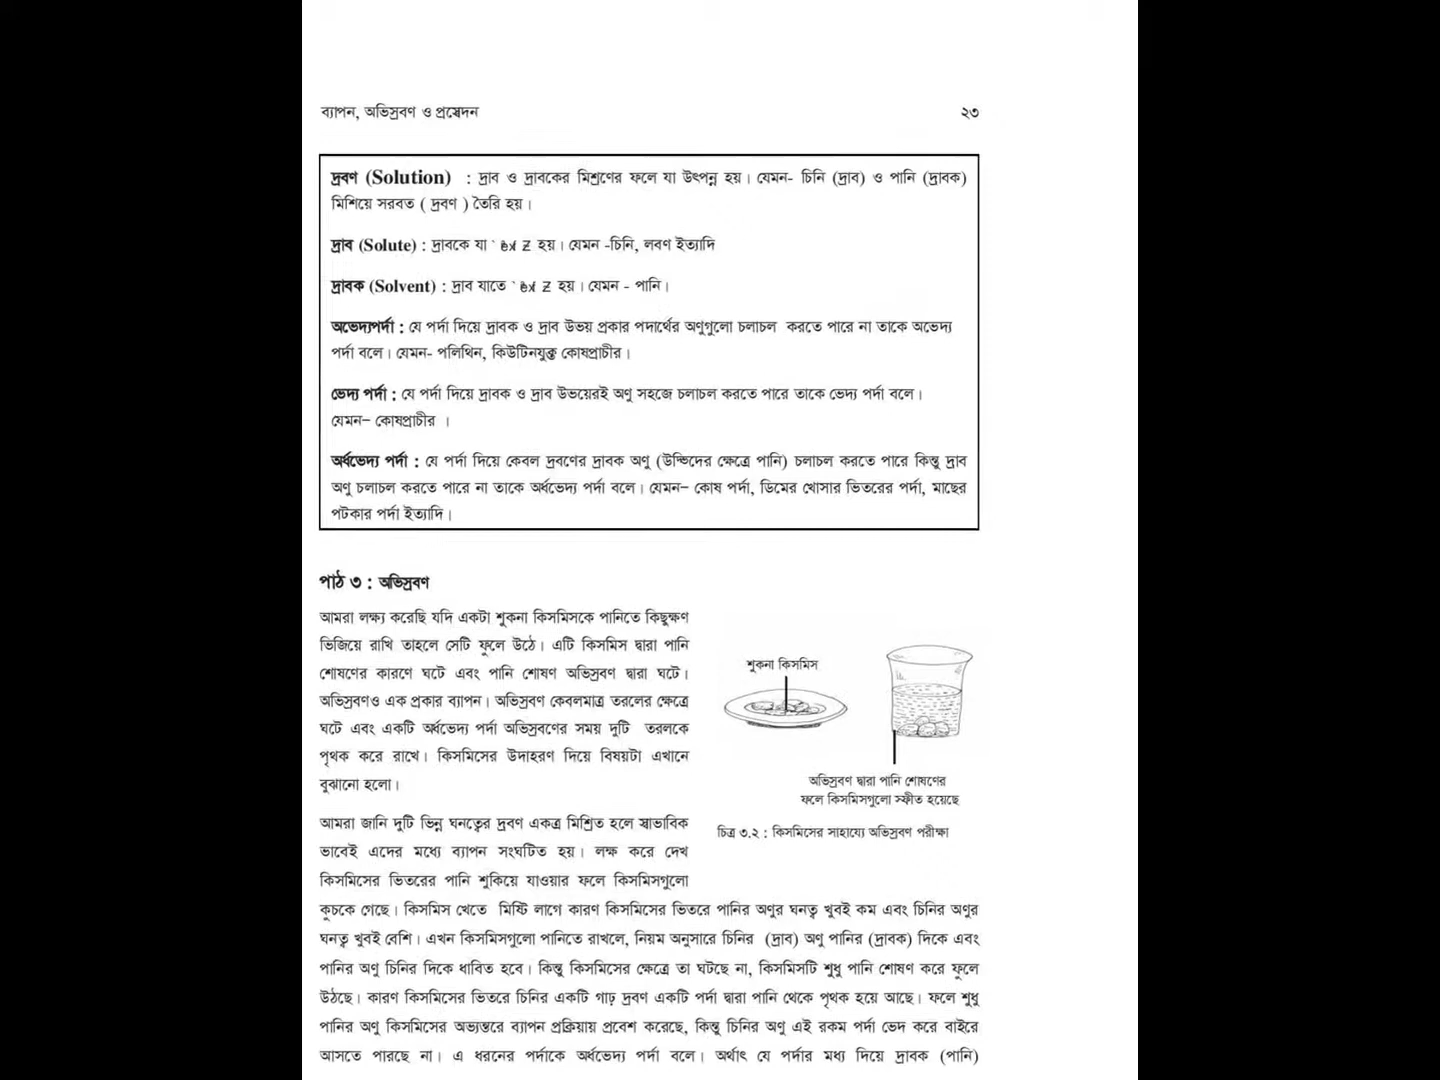 ব্যাপন, অভিস্রবণ ও প্রস্বেদন ২৩
দ্রবণ (Solution) : দ্রাব ও দ্রাবকের মিশ্রণের ফলে যা উৎপন্ন হয়। যেমন- চিনি (দ্রাব) ও পানি (দ্রাবক)
মিশিয়ে সরবত ( দ্রবণ ) তৈরি হয়।
দ্রাব (Solute) : দ্রাবকে যা হয়। যেমন -চিনি, লবণ ইত্যাদি
দ্রাবক (Solvent) : দ্রাব যাতে হয়। যেমন - পানি।
অভেদ্যপর্দা : যে পর্দা দিয়ে দ্রাবক ও দ্রাব উভয় প্রকার পদার্থের অণুগুলো চলাচল করতে পারে না তাকে অভেদ্য
পর্দা বলে। যেমন- পলিথিন, কিউটিনযুক্ত কোষপ্রাচীর।
ভেদ্য পর্দা : যে পর্দা দিয়ে দ্রাবক ও দ্রাব উভয়েরই অণু সহজে চলাচল করতে পারে তাকে ভেদ্য পর্দা বলে।
যেমন– কোষপ্রাচীর ।
অর্ধভেদ্য পর্দা : যে পর্দা দিয়ে কেবল দ্রবণের দ্রাবক অণু (উদ্ভিদের ক্ষেত্রে পানি) চলাচল করতে পারে কিন্তু দ্রাব
অণু চলাচল করতে পারে না তাকে অর্ধভেদ্য পর্দা বলে। যেমন– কোষ পর্দা, ডিমের খোসার ভিতরের পর্দা, মাছের
পটকার পর্দা ইত্যাদি।
পাঠ ৩ : অভিস্রবণ
আমরা লক্ষ্য করেছি যদি একটা শুকনা কিসমিসকে পানিতে কিছুক্ষণ
ভিজিয়ে রাখি তাহলে সেটি ফুলে উঠে। এটি কিসমিস দ্বারা পানি
শোষণের কারণে ঘটে এবং পানি শোষণ অভিস্রবণ দ্বারা ঘটে।
অভিস্রবণও এক প্রকার ব্যাপন। অভিস্রবণ কেবলমাত্র তরলের ক্ষেত্রে
ঘটে এবং একটি অর্ধভেদ্য পর্দা অভিস্রবণের সময় দুটি তরলকে
পৃথক করে রাখে। কিসমিসের উদাহরণ দিয়ে বিষয়টা এখানে
বুঝানো হলো।
শুকনা কিসমিস
অভিস্রবণ দ্বারা পানি শোষণের
ফলে কিসমিসগুলো স্ফীত হয়েছে
চিত্র ৩.২ : কিসমিসের সাহায্যে অভিস্রবণ পরীক্ষা
আমরা জানি দুটি ভিন্ন ঘনত্বের দ্রবণ একত্র মিশ্রিত হলে স্বাভাবিক
ভাবেই এদের মধ্যে ব্যাপন সংঘটিত হয়। লক্ষ করে দেখ
কিসমিসের ভিতরের পানি শুকিয়ে যাওয়ার ফলে কিসমিসগুলো
কুচকে গেছে। কিসমিস খেতে মিষ্টি লাগে কারণ কিসমিসের ভিতরে পানির অণুর ঘনত্ব খুবই কম এবং চিনির অণুর
ঘনত্ব খুবই বেশি। এখন কিসমিসগুলো পানিতে রাখলে, নিয়ম অনুসারে চিনির (দ্রাব) অণু পানির (দ্রাবক) দিকে এবং
পানির অণু চিনির দিকে ধাবিত হবে। কিন্তু কিসমিসের ক্ষেত্রে তা ঘটছে না, কিসমিসটি শুধু পানি শোষণ করে ফুলে
উঠছে। কারণ কিসমিসের ভিতরে চিনির একটি গাঢ় দ্রবণ একটি পর্দা দ্বারা পানি থেকে পৃথক হয়ে আছে। ফলে শুধু
পানির অণু কিসমিসের অভ্যন্তরে ব্যাপন প্রক্রিয়ায় প্রবেশ করেছে, কিন্তু চিনির অণু এই রকম পর্দা ভেদ করে বাইরে
আসতে পারছে না। এ ধরনের পর্দাকে অর্ধভেদ্য পর্দা বলে। অর্থাৎ যে পর্দার মধ্য দিয়ে দ্রাবক (পানি)